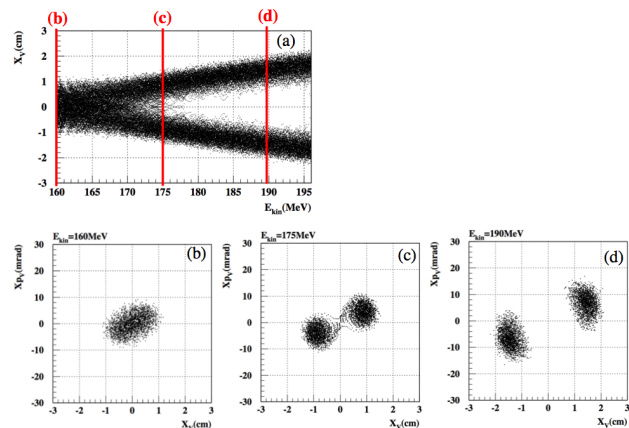 (b) (c) (d)
X_V(cm)
(a)
3
2
1
0
-1
-2
-3
160 165 170 175 180 185 190 195
E_kin(MeV)
E_kin=160MeV
Xp_V(mrad)
(b)
30
20
10
0
-10
-20
-30
-3 -2 -1 0 1 2 3
X_V(cm)
E_kin=175MeV
Xp_V(mrad)
(c)
30
20
10
0
-10
-20
-30
-3 -2 -1 0 1 2 3
X_V(cm)
E_kin=190MeV
Xp_V(mrad)
(d)
30
20
10
0
-10
-20
-30
-3 -2 -1 0 1 2 3
X_V(cm)